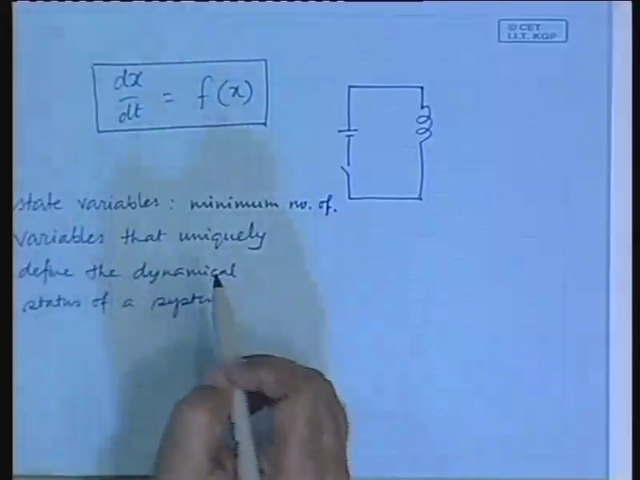 © CET
I.I.T. KGP
dx/dt = f(x)
state variables : minimum no. of.
variables that uniquely
define the dynamical
status of a system